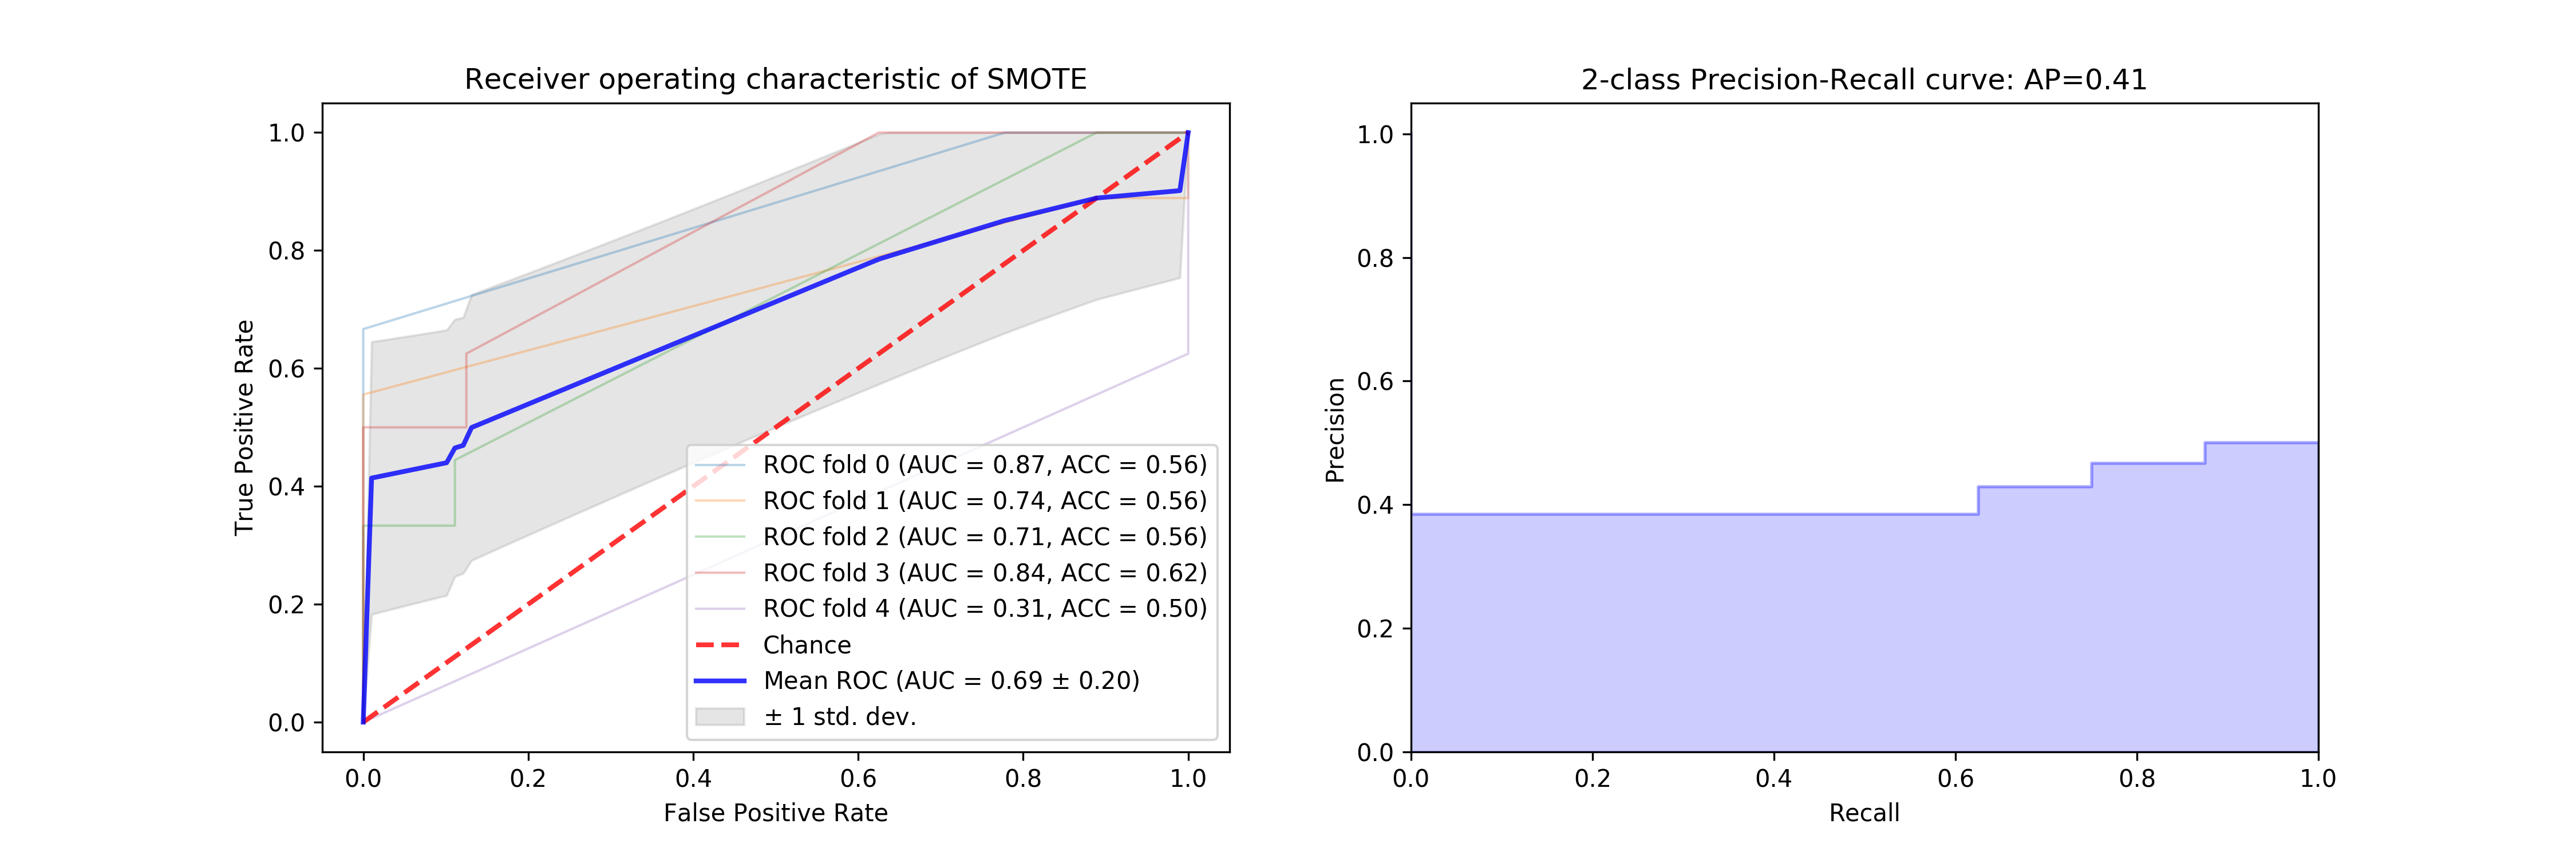 Receiver operating characteristic of SMOTE
True Positive Rate
1.0
0.8
0.6
0.4
0.2
0.0
ROC fold 0 (AUC = 0.87, ACC = 0.56)
ROC fold 1 (AUC = 0.74, ACC = 0.56)
ROC fold 2 (AUC = 0.71, ACC = 0.56)
ROC fold 3 (AUC = 0.84, ACC = 0.62)
ROC fold 4 (AUC = 0.31, ACC = 0.50)
Chance
Mean ROC (AUC = 0.69 ± 0.20)
± 1 std. dev.
0.0 0.2 0.4 0.6 0.8 1.0
False Positive Rate
2-class Precision-Recall curve: AP=0.41
Precision
1.0
0.8
0.6
0.4
0.2
0.0
0.0 0.2 0.4 0.6 0.8 1.0
Recall